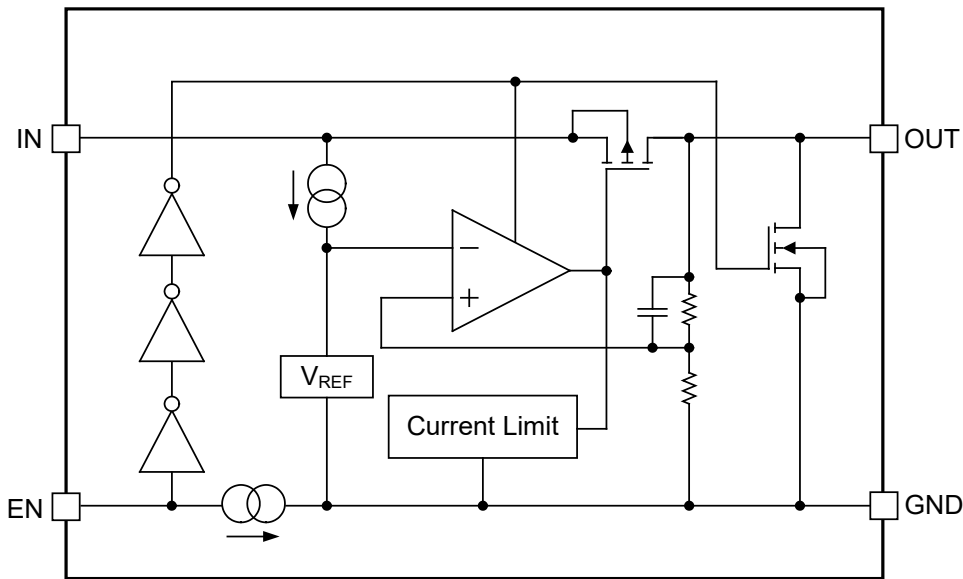 IN
OUT
−
+
V_REF
Current Limit
EN
GND